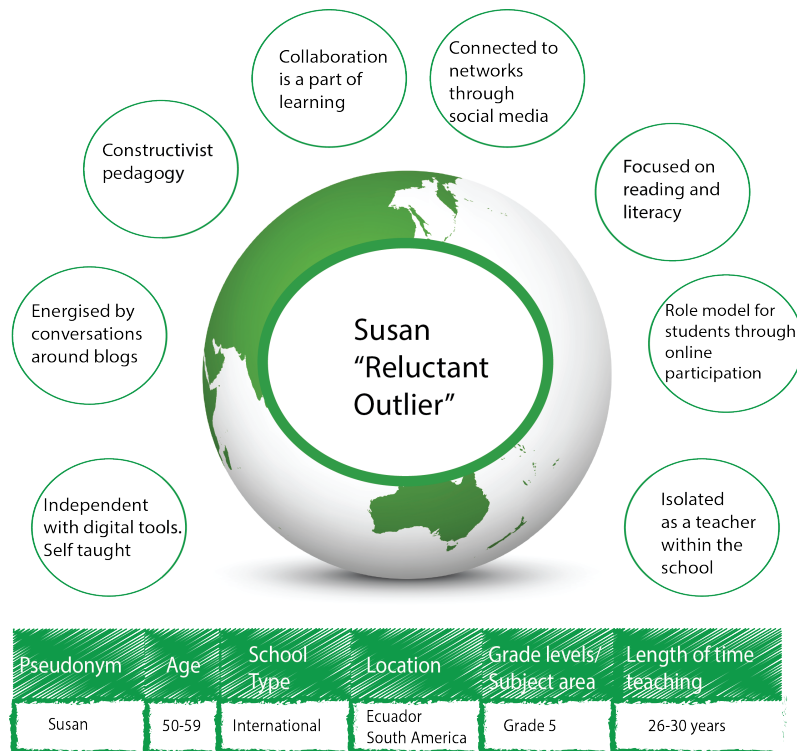 Collaboration
is a part of
learning
Connected to
networks
through
social media
Constructivist
pedagogy
Focused on
reading and
literacy
Energised by
conversations
around blogs
Susan
“Reluctant
Outlier”
Role model for
students through
online
participation
Independent
with digital tools.
Self taught
Isolated
as a teacher
within the
school
Pseudonym
Age
School
Type
Location
Grade levels/
Subject area
Length of time
teaching
Susan
50-59
International
Ecuador
South America
Grade 5
26-30 years